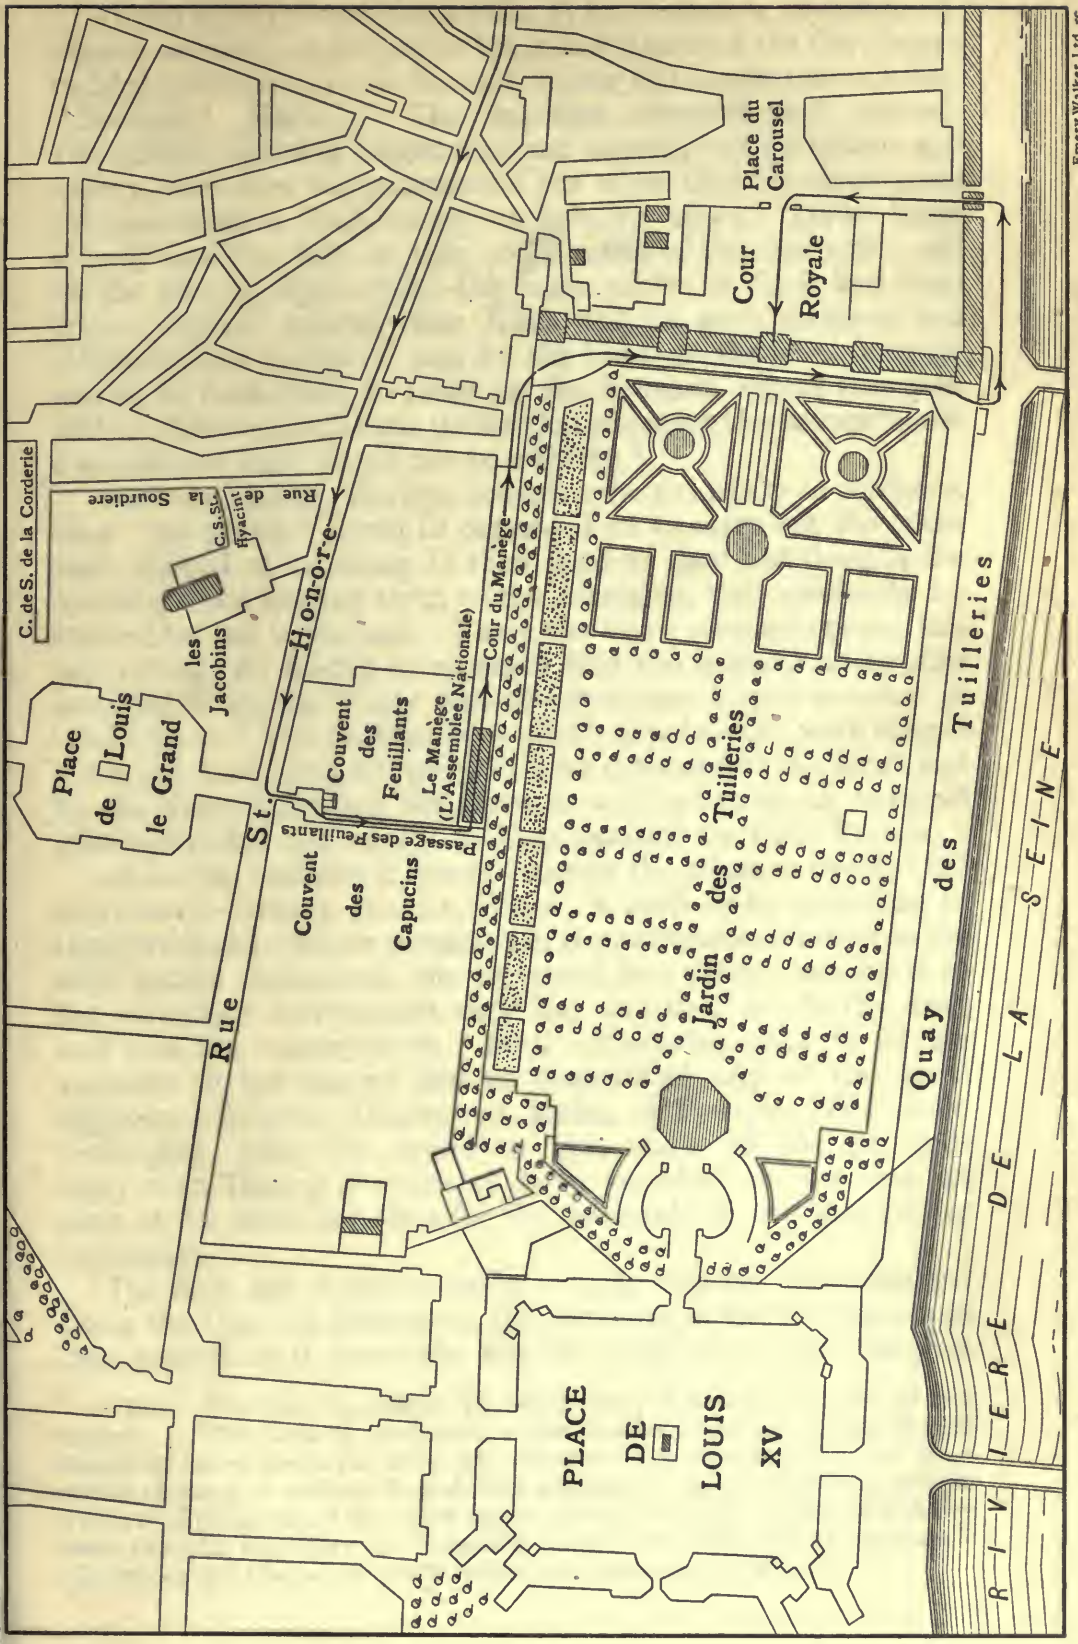 C. de S. de la Corderie
Rue de la Sourdiere
C. S. St.
Hyacint
les
Jacobins
Place
de Louis
le Grand
Rue St. H-o-n-o-r-e
Couvent
des
Feuillants
Le Manège
(L'Assemblée Nationale)
Cour du Manège
Passage des Feuillants
Couvent
des
Capucins
Place du
Carousel
Cour
Royale
Jardin des Tuilleries
Quay des Tuilleries
RIVIERE DE LA SEINE
PLACE
DE
LOUIS
XV
Emery Walker Ltd. sc.